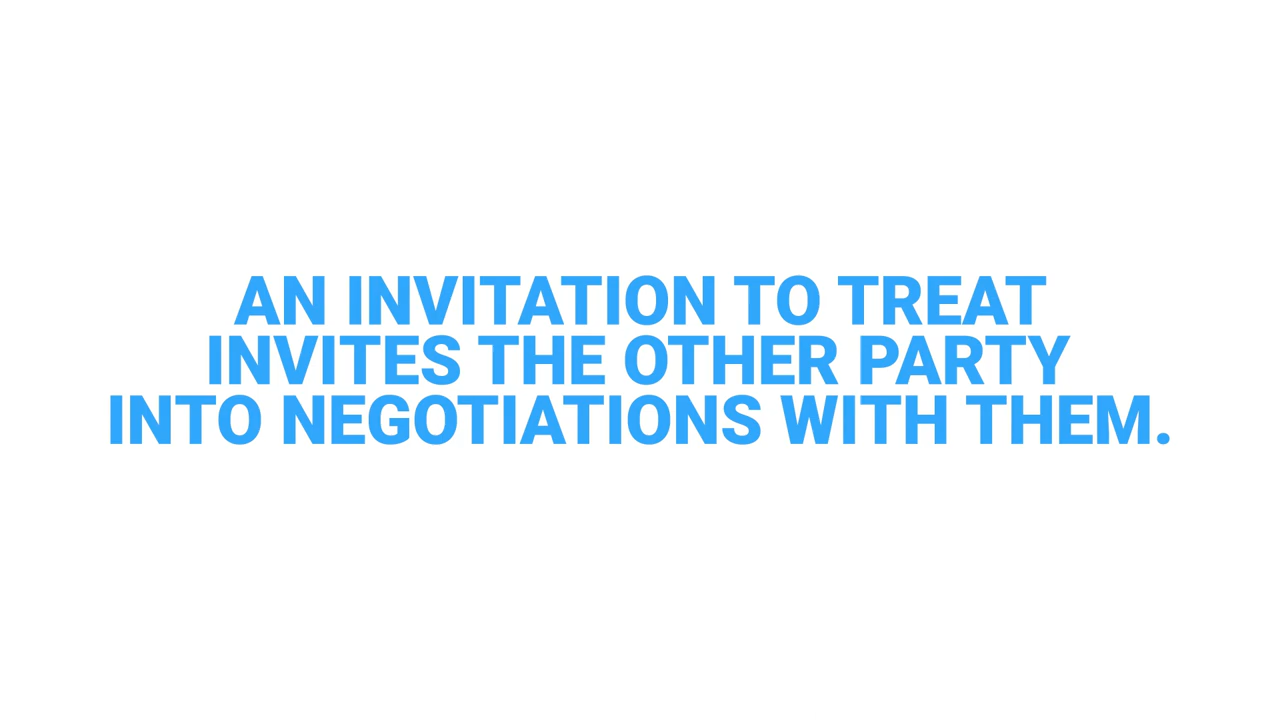 AN INVITATION TO TREAT
INVITES THE OTHER PARTY
INTO NEGOTIATIONS WITH THEM.